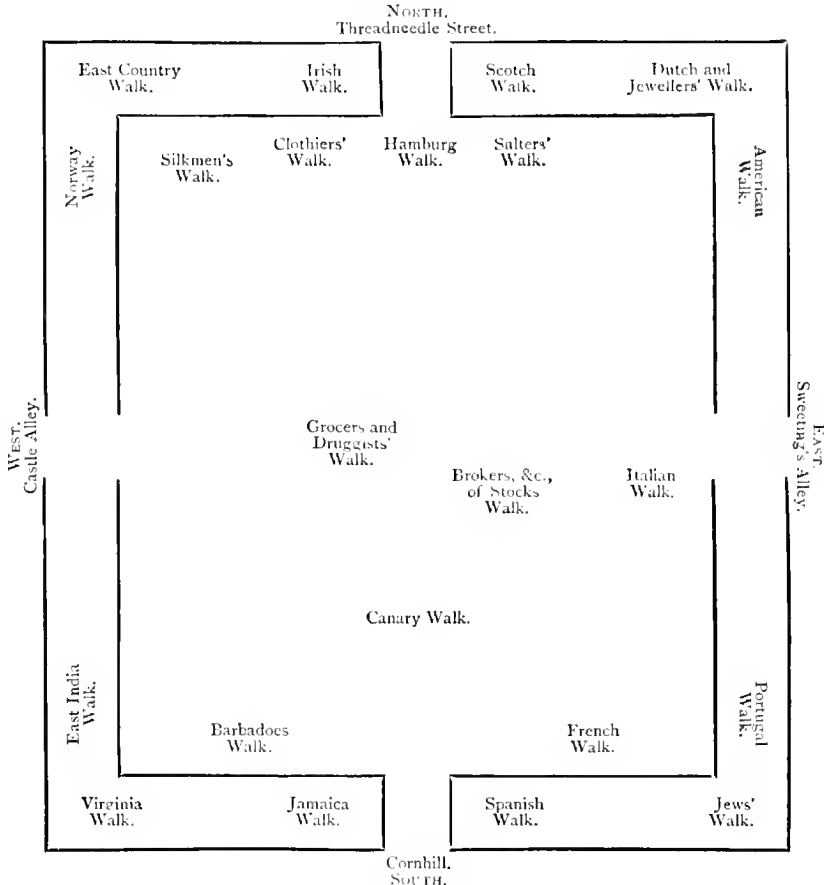 NORTH.
Threadneedle Street.
East Country
Walk.
Irish
Walk.
Scotch
Walk.
Dutch and
Jewellers' Walk.
Norway
Walk.
Silkmen's
Walk.
Clothiers'
Walk.
Hamburg
Walk.
Salters'
Walk.
American
Walk.
WEST.
Castle Alley.
Grocers and
Druggists'
Walk.
Brokers, &c.,
of Stocks
Walk.
Italian
Walk.
EAST.
Sweeting's Alley.
Canary Walk.
East India
Walk.
Barbadoes
Walk.
French
Walk.
Portugal
Walk.
Virginia
Walk.
Jamaica
Walk.
Spanish
Walk.
Jews'
Walk.
Cornhill.
SOUTH.